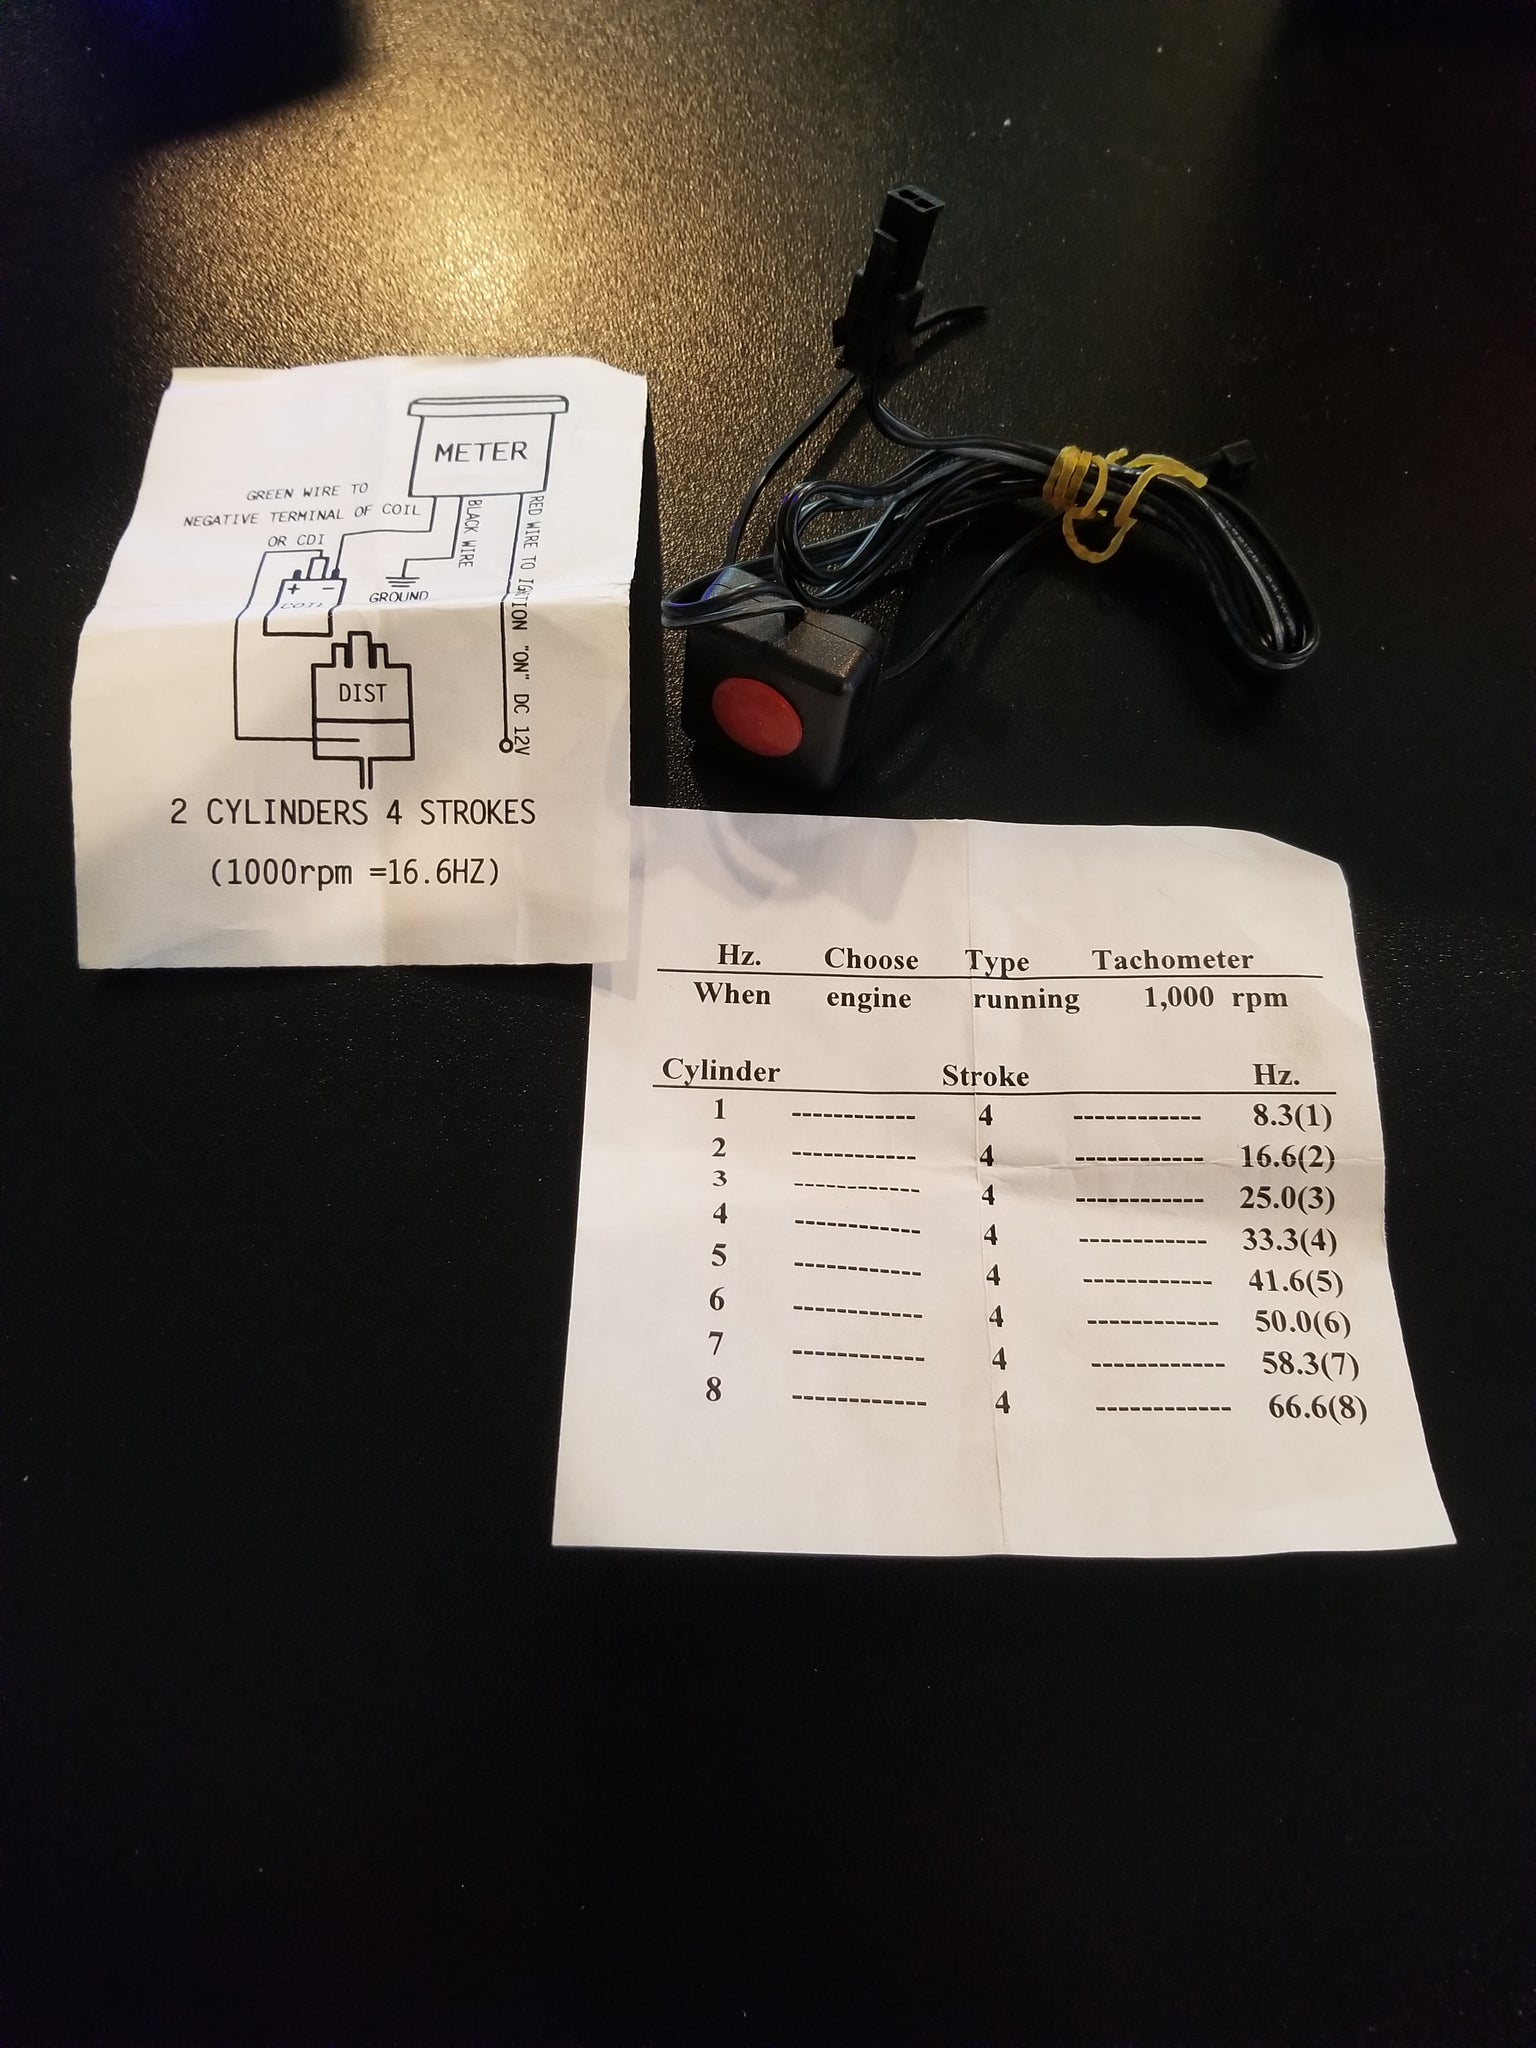 METER
GREEN WIRE TO
NEGATIVE TERMINAL OF COIL
OR CDI
BLACK WIRE
RED WIRE TO IGNTION "ON" DC 12V
+ -
COIL
GROUND
DIST
2 CYLINDERS 4 STROKES
(1000rpm =16.6HZ)
Hz. Choose Type Tachometer
When engine running 1,000 rpm
Cylinder Stroke Hz.
1 ------------ 4 ------------ 8.3(1)
2 ------------ 4 ------------ 16.6(2)
3 ------------ 4 ------------ 25.0(3)
4 ------------ 4 ------------ 33.3(4)
5 ------------ 4 ------------ 41.6(5)
6 ------------ 4 ------------ 50.0(6)
7 ------------ 4 ------------ 58.3(7)
8 ------------ 4 ------------ 66.6(8)